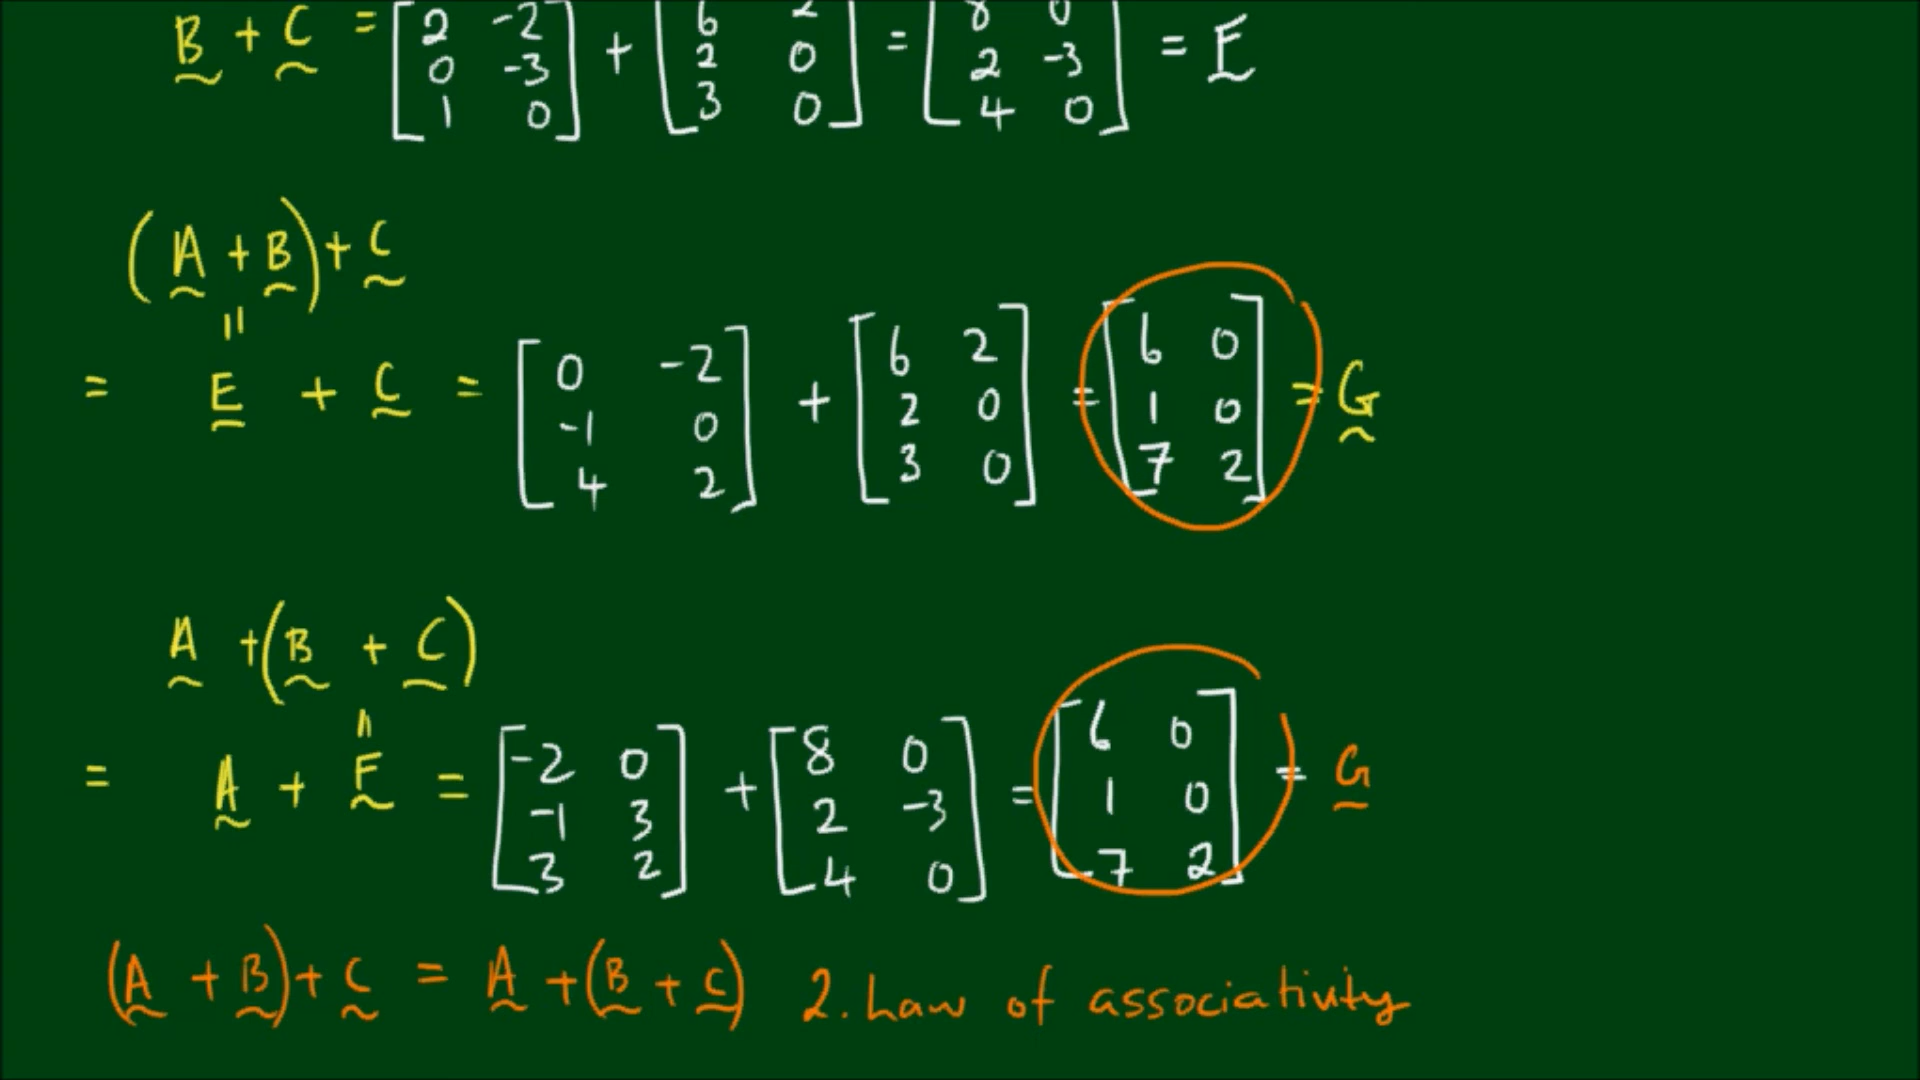 B + C = [2 -2] + [6 2] = [8 0] = F
[0 -3] [2 0] [2 -3]
[1 0] [3 0] [4 0]
(A + B) + C
=
= E + C = [0 -2] + [6 2] = [6 0] = G
[-1 0] [2 0] [1 0]
[4 2] [3 0] [7 2]
A + (B + C)
=
= A + F = [-2 0] + [8 0] = [6 0] = G
[-1 3] [2 -3] [1 0]
[3 2] [4 0] [7 2]
(A + B) + C = A + (B + C) 2. Law of associativity